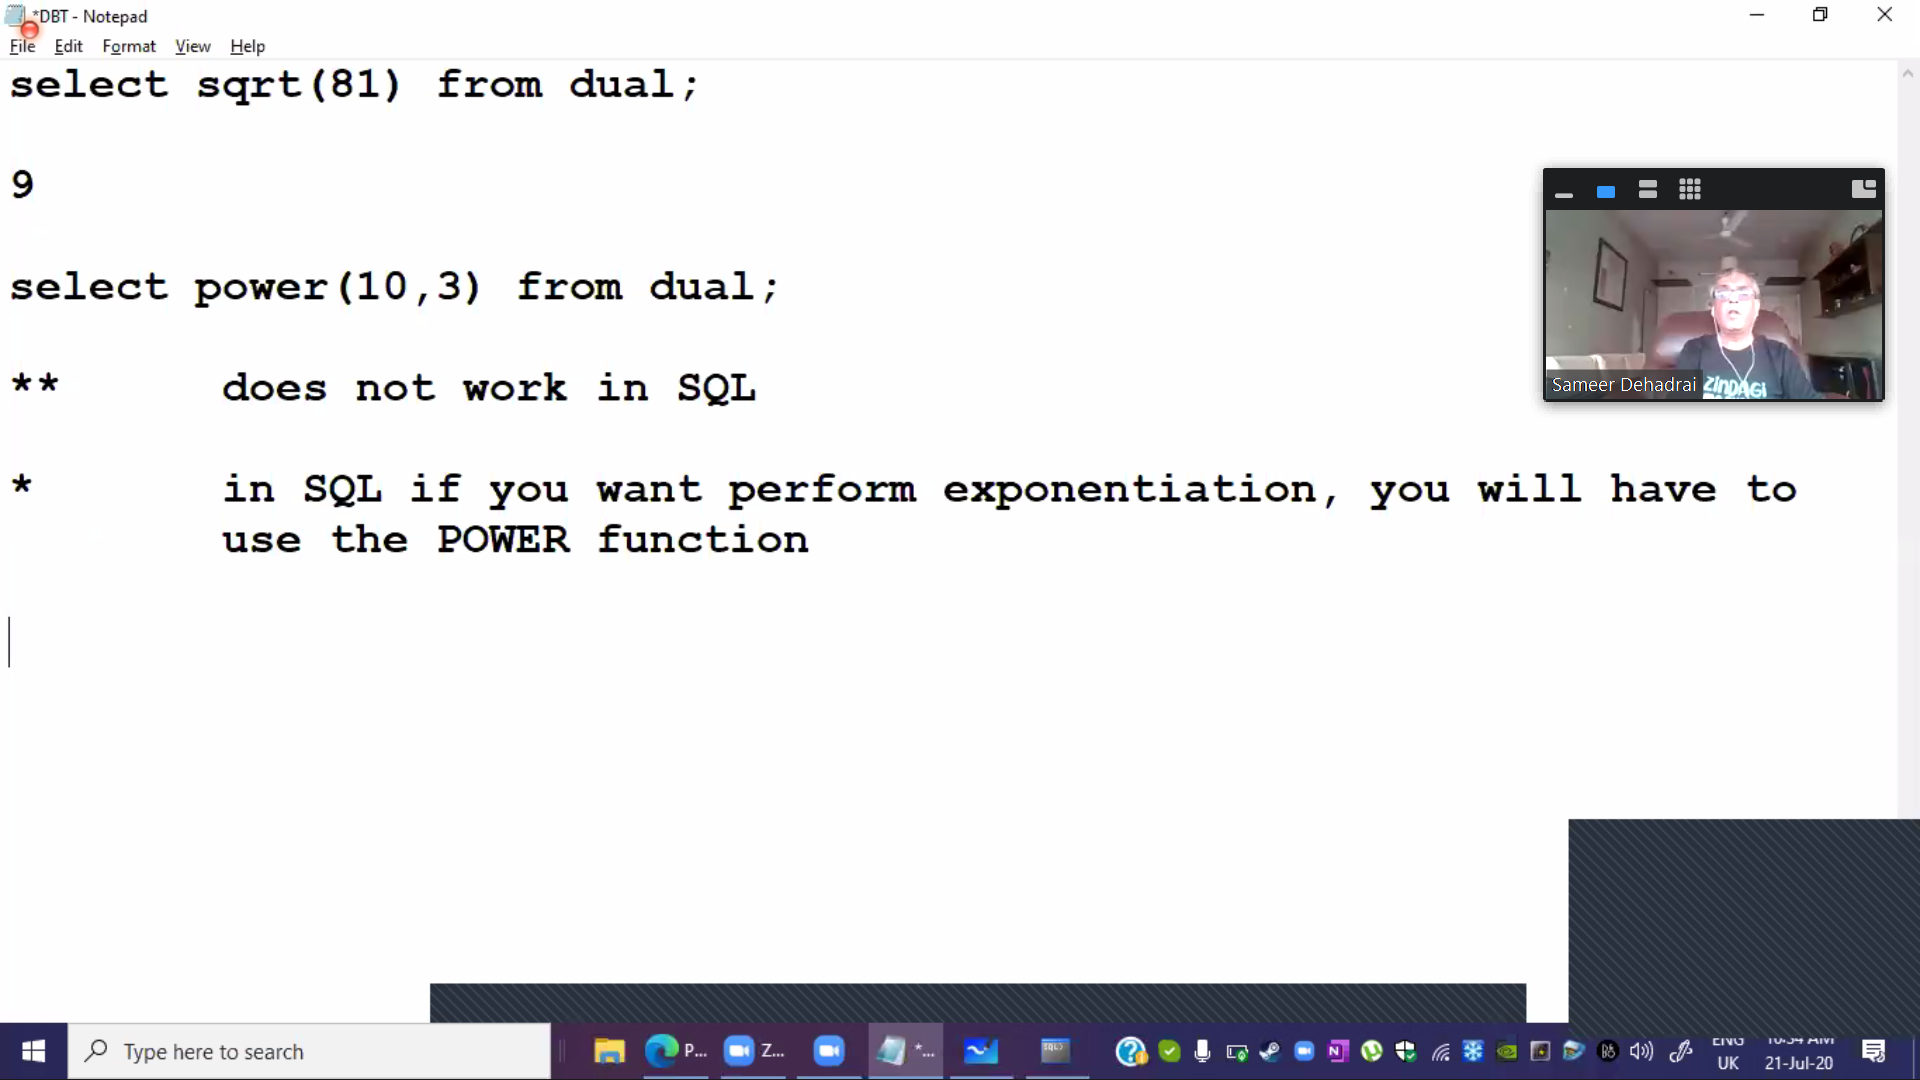 *DBT - Notepad
File Edit Format View Help
select sqrt(81) from dual;
9
select power(10,3) from dual;
** does not work in SQL
* in SQL if you want perform exponentiation, you will have to
use the POWER function
Sameer Dehadrai
ZINDAGI
Type here to search
P...
Z...
*...
SQL>
ENG
UK
21-Jul-20